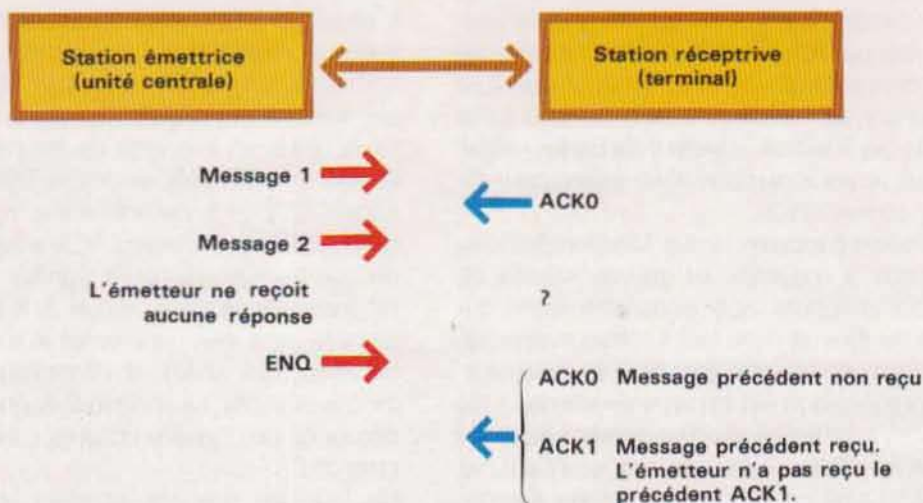 Station émettrice
(unité centrale)
Station réceptrive
(terminal)
Message 1
ACK0
Message 2
L'émetteur ne reçoit
aucune réponse
?
ENQ
ACK0 Message précédent non reçu
ACK1 Message précédent reçu.
L'émetteur n'a pas reçu le
précédent ACK1.